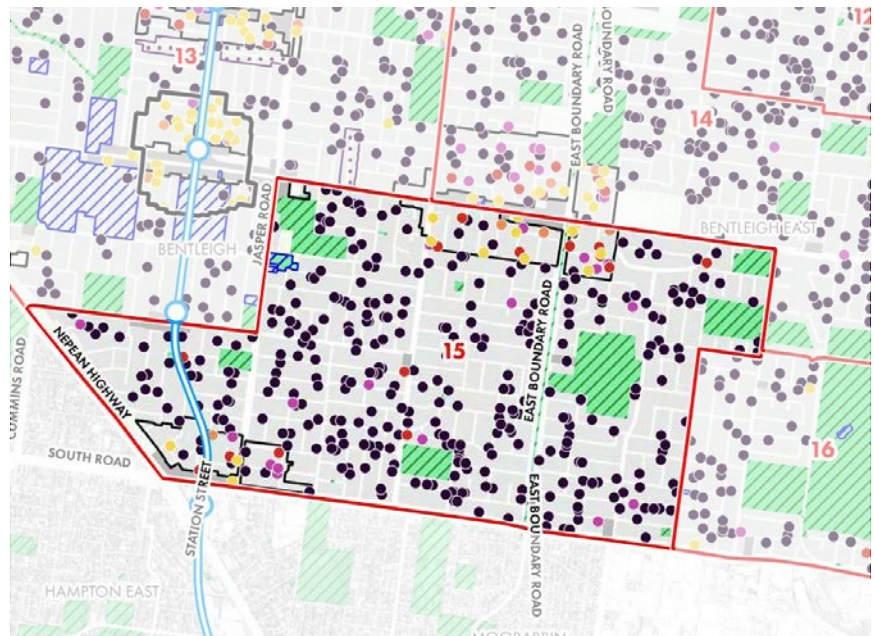 12
13
EAST BOUNDARY ROAD
BOUNDARY ROAD
14
JASPER ROAD
BENTLEIGH
BENTLEIGH EAST
NEPEAN HIGHWAY
CUMMINS ROAD
15
EAST BOUNDARY ROAD
16
SOUTH ROAD
STATION STREET
EAST BOUNDARY ROAD
HAMPTON EAST
MOORABBIN